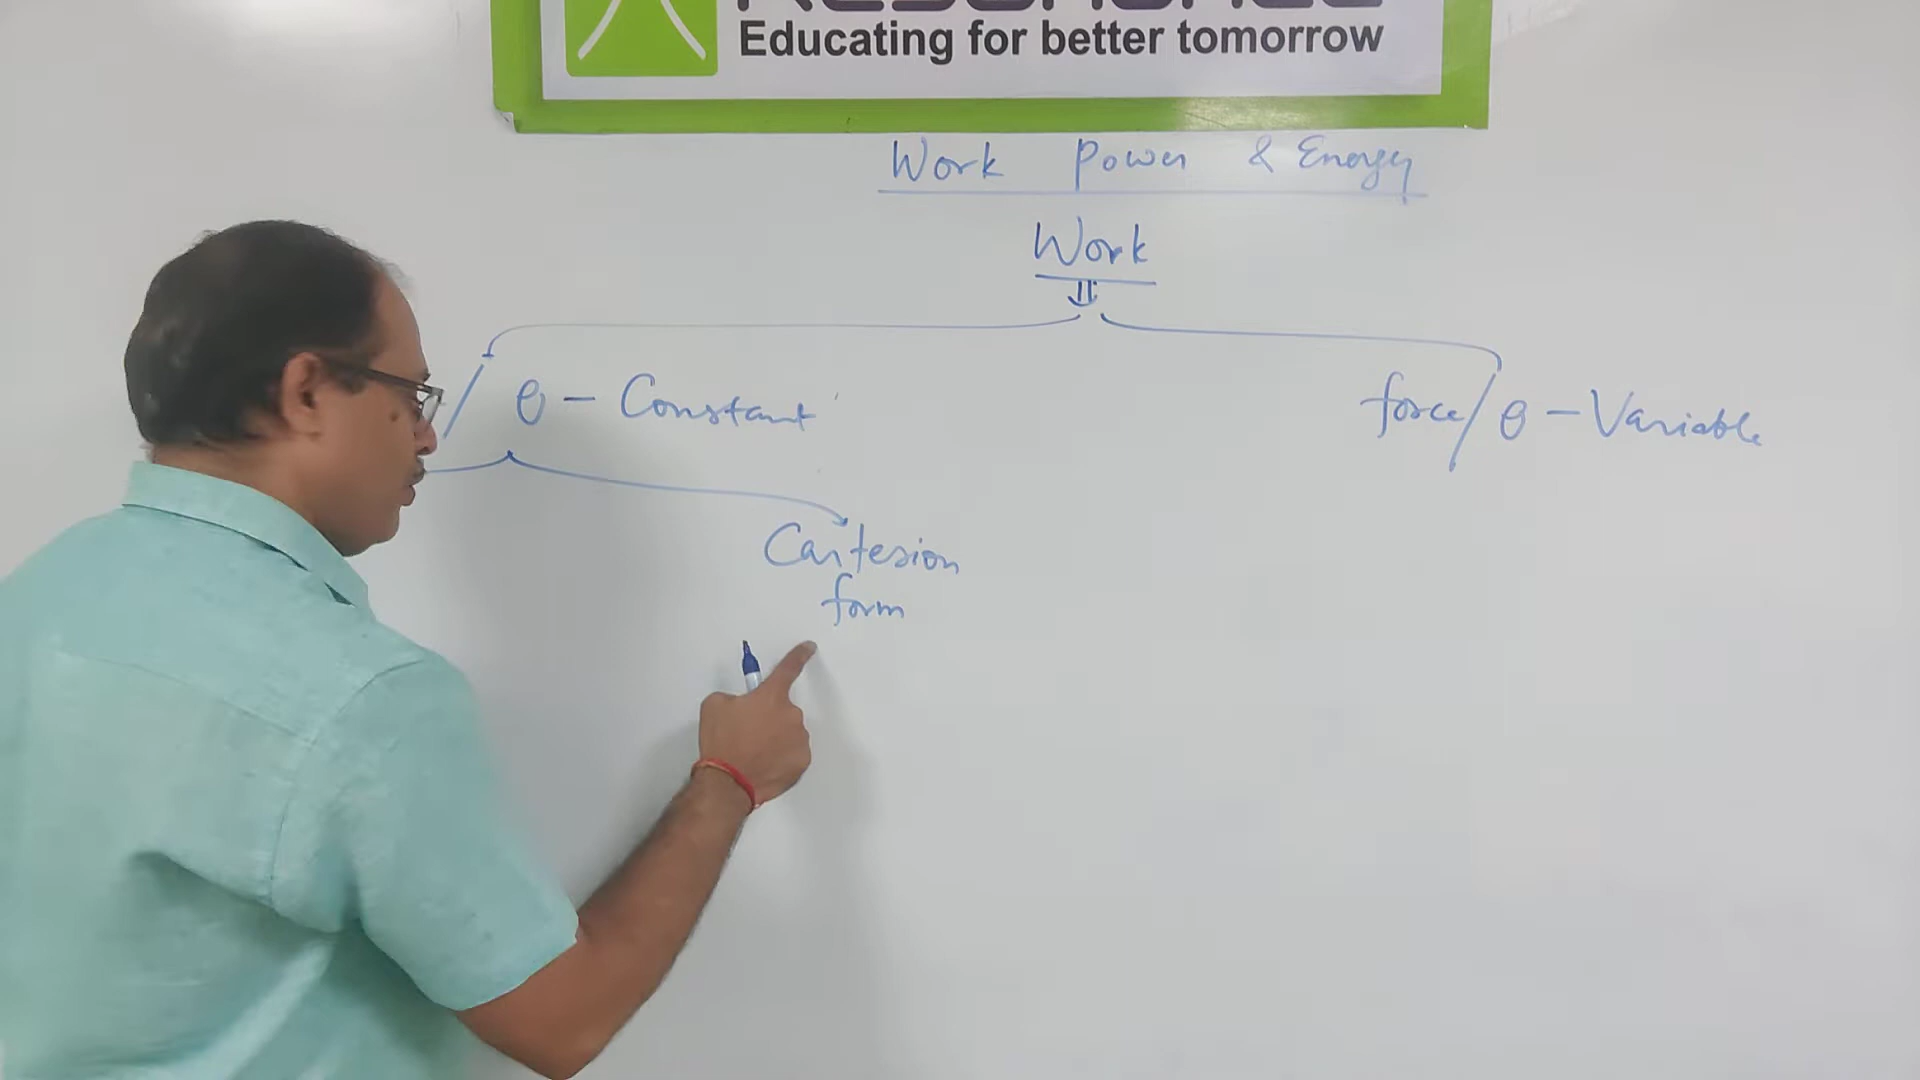 Educating for better tomorrow
Work Power & Energy
Work
⇓
/ θ - Constant
force/ θ - Variable
Cartesion
form